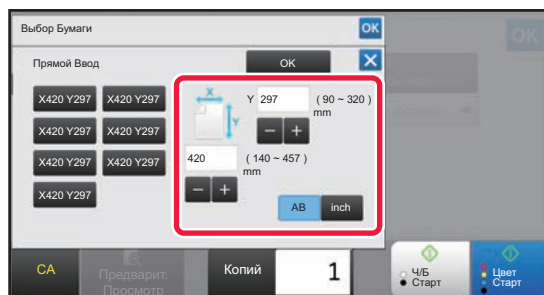 Выбор Бумаги
OK
OK
Прямой Ввод
OK
X420 Y297
X420 Y297
X420 Y297
X420 Y297
X420 Y297
X420 Y297
X420 Y297
X
Y
Y 297
( 90 ~ 320 )
mm
420
( 140 ~ 457 )
mm
AB
inch
CA
Предварит.
Просмотр
Копий
1
Ч/Б
Старт
Цвет
Старт